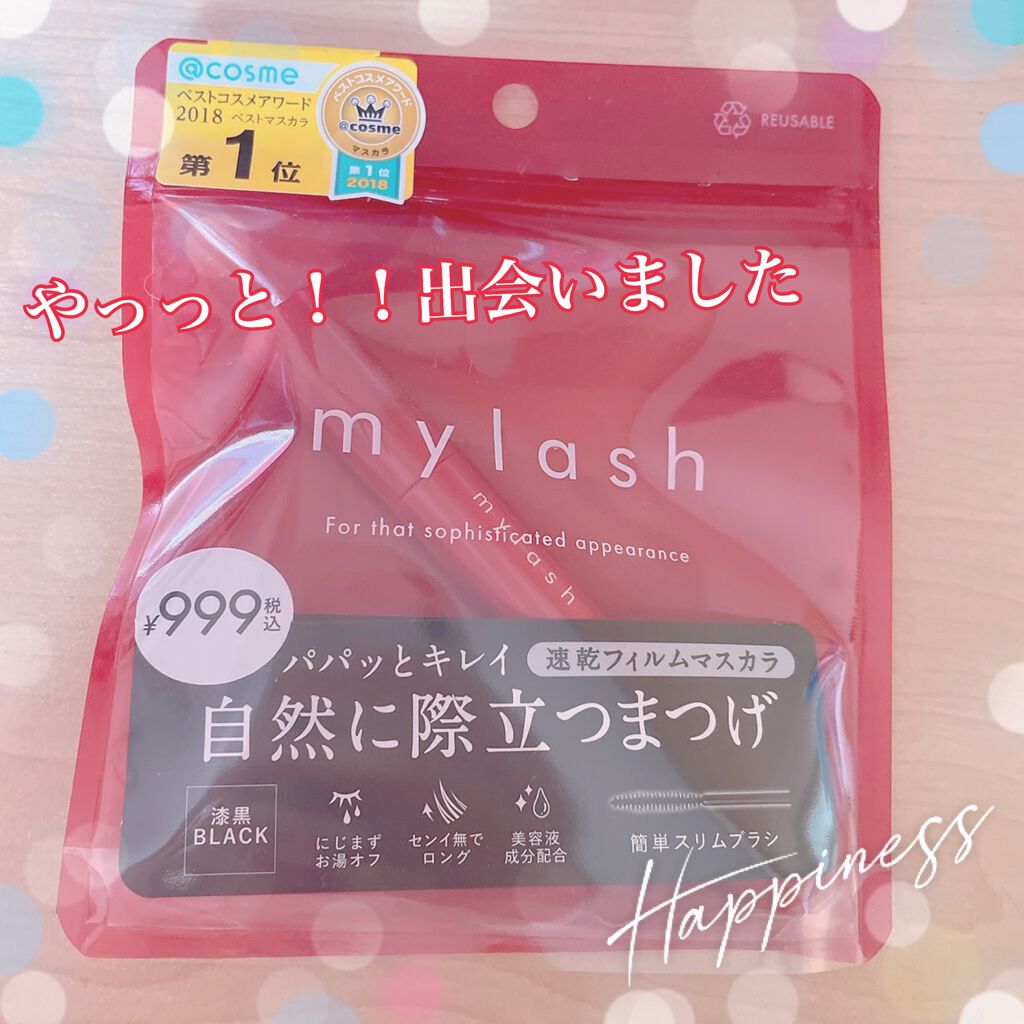 @cosme
ベストコスメアワード
2018 ベストマスカラ
第1位
ベストコスメアワード
@cosme
マスカラ
第1位
2018
REUSABLE
やっっと！！出会いました
mylash
For that sophisticated appearance
mylash
¥999税込
パパッとキレイ 速乾フィルムマスカラ
自然に際立つまつげ
漆黒
BLACK
にじまず
お湯オフ
センイ無で
ロング
美容液
成分配合
簡単スリムブラシ
Happiness